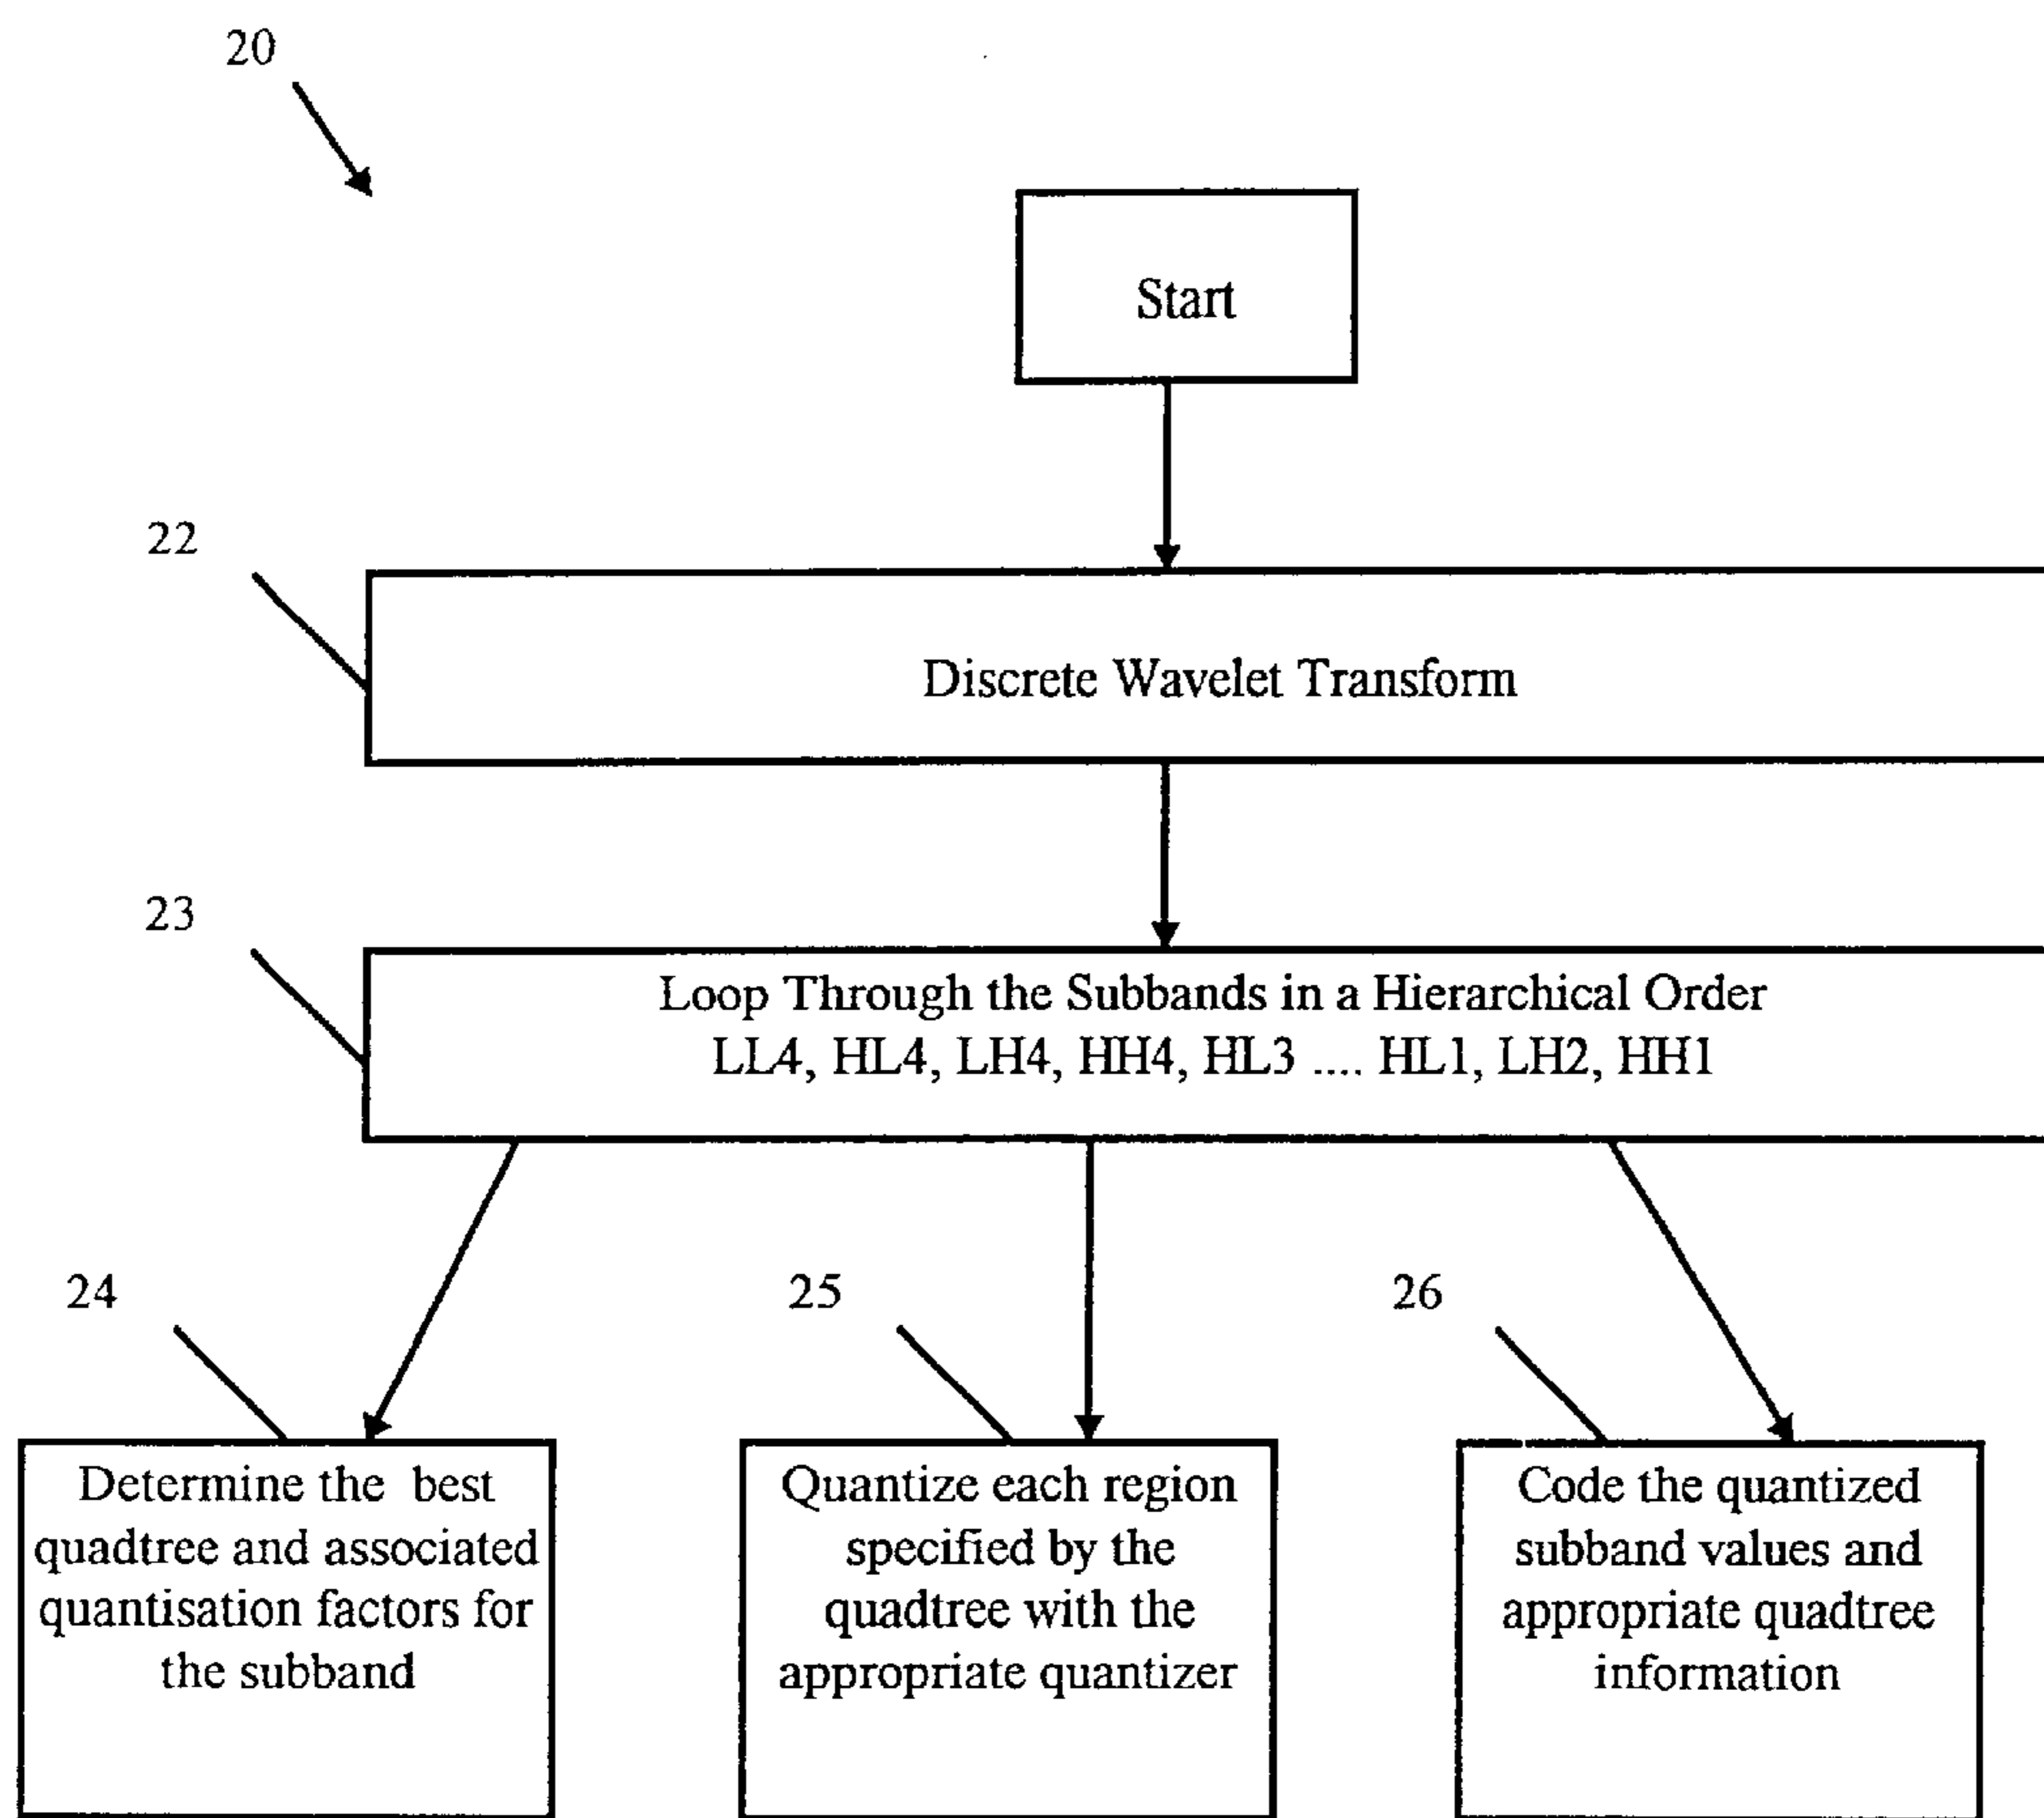 20
Start
22
Discrete Wavelet Transform
23
Loop Through the Subbands in a Hierarchical Order
LL4, HL4, LH4, HH4, HL3 .... HL1, LH2, HH1
24
25
26
Determine the best
quadtree and associated
quantisation factors for
the subband
Quantize each region
specified by the
quadtree with the
appropriate quantizer
Code the quantized
subband values and
appropriate quadtree
information